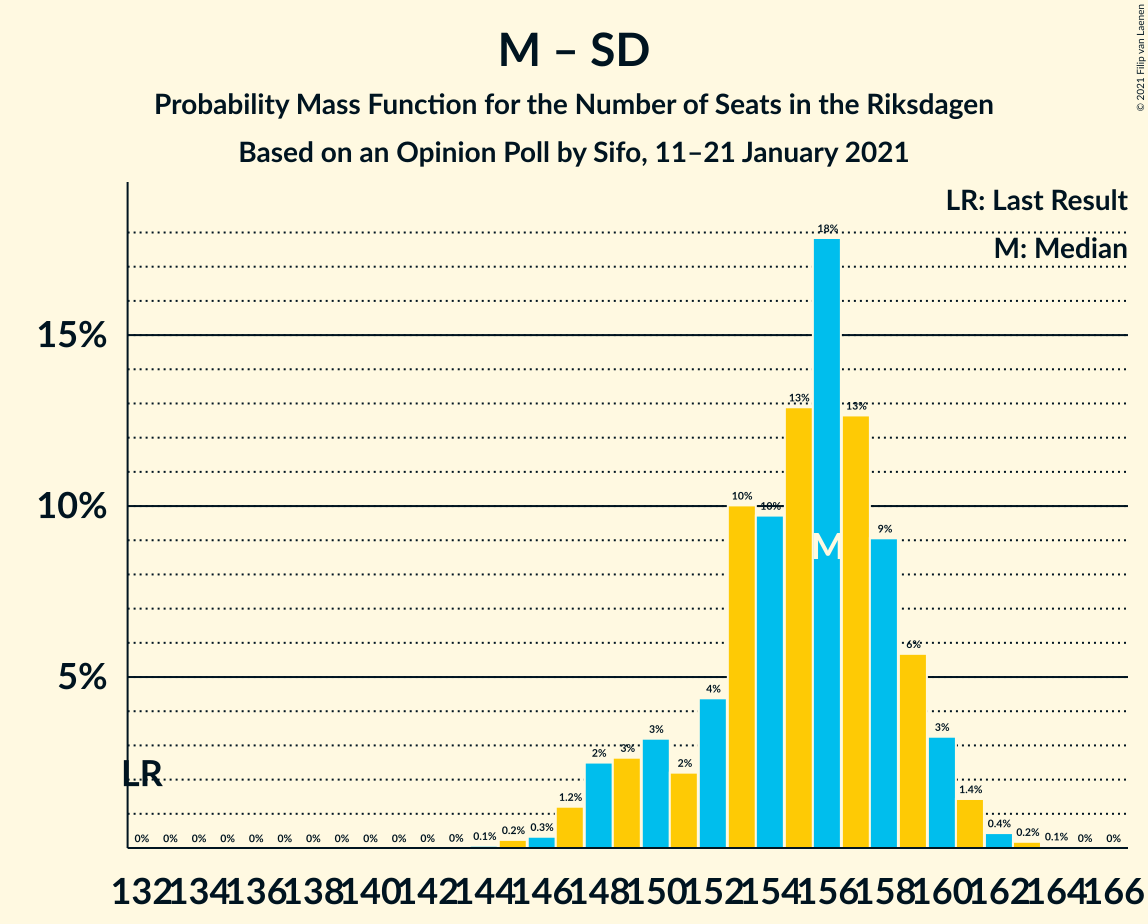 M – SD
Probability Mass Function for the Number of Seats in the Riksdagen
Based on an Opinion Poll by Sifo, 11–21 January 2021
© 2021 Filip van Laenen
LR: Last Result
M: Median
15%
10%
5%
LR
M
0% 0% 0% 0% 0% 0% 0% 0% 0% 0% 0% 0% 0.1% 0.2% 0.3% 1.2% 2% 3% 3% 2% 4% 10% 10% 13% 18% 13% 9% 6% 3% 1.4% 0.4% 0.2% 0.1% 0% 0%
132 134 136 138 140 142 144 146 148 150 152 154 156 158 160 162 164 166